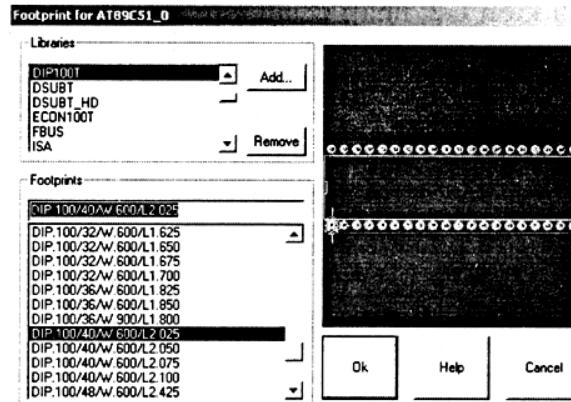 Footprint for AT89C51_0
Libraries
DIP100T
DSUBT
DSUBT_HD
ECON100T
FBUS
ISA
Add...
Remove
Footprints
DIP.100/40/W.600/L2.025
DIP.100/32/W.600/L1.625
DIP.100/32/W.600/L1.650
DIP.100/32/W.600/L1.675
DIP.100/32/W.600/L1.700
DIP.100/36/W.600/L1.825
DIP.100/36/W.600/L1.850
DIP.100/36/W.900/L1.800
DIP.100/40/W.600/L2.025
DIP.100/40/W.600/L2.050
DIP.100/40/W.600/L2.075
DIP.100/40/W.600/L2.100
DIP.100/48/W.600/L2.425
Ok
Help
Cancel